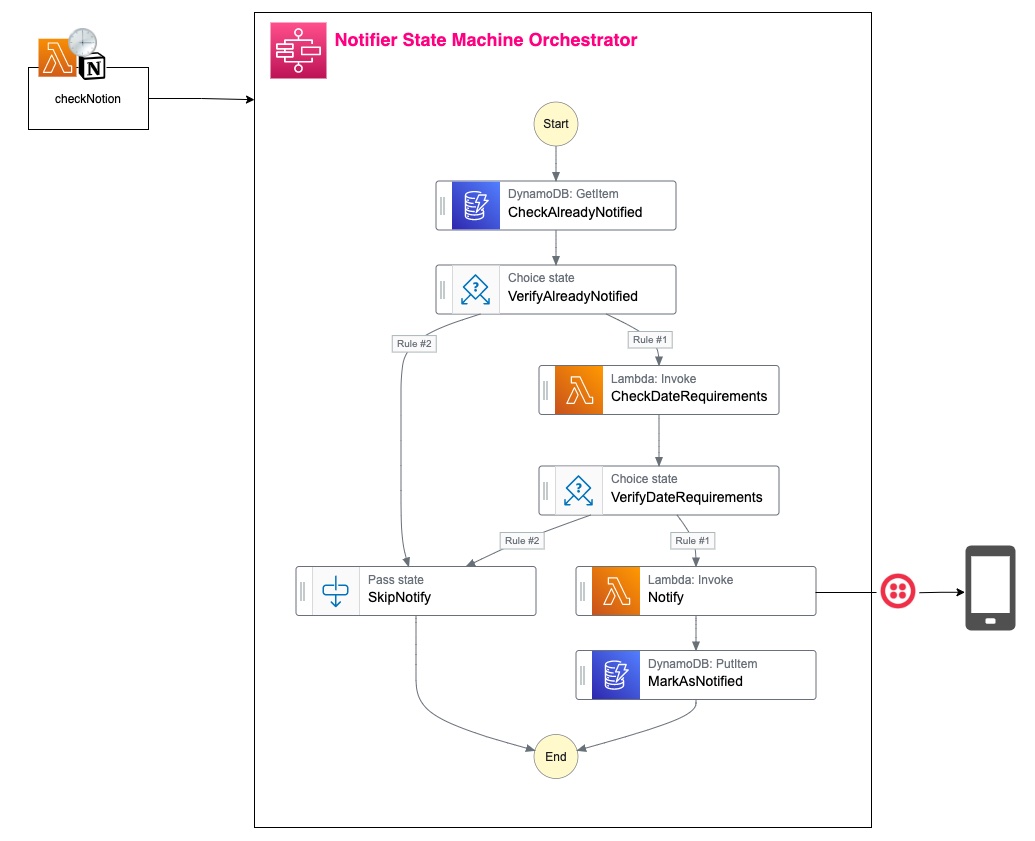 Notifier State Machine Orchestrator
N
checkNotion
Start
DynamoDB: GetItem
CheckAlreadyNotified
?
Choice state
VerifyAlreadyNotified
Rule #2
Rule #1
Lambda: Invoke
CheckDateRequirements
?
Choice state
VerifyDateRequirements
Rule #2
Rule #1
Pass state
SkipNotify
Lambda: Invoke
Notify
DynamoDB: PutItem
MarkAsNotified
End